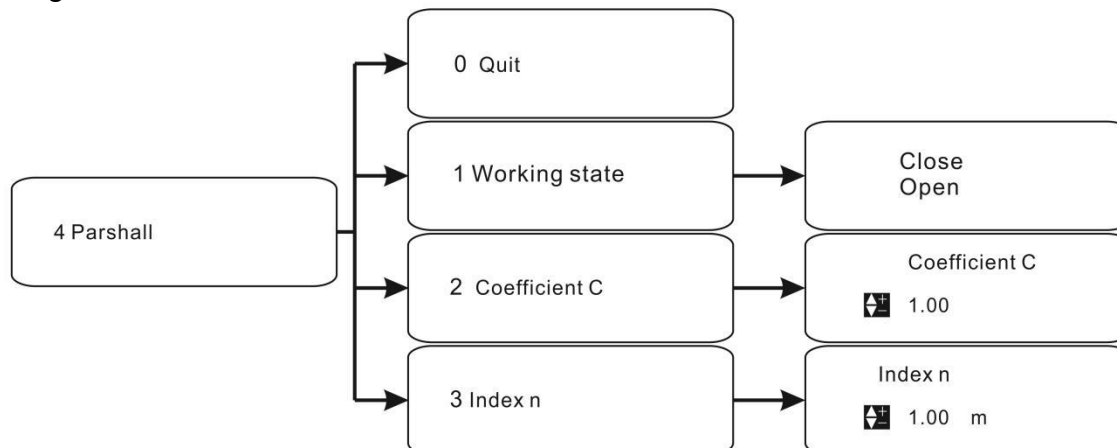 4 Parshall
0 Quit
1 Working state
Close
Open
2 Coefficient C
Coefficient C
1.00
3 Index n
Index n
1.00 m